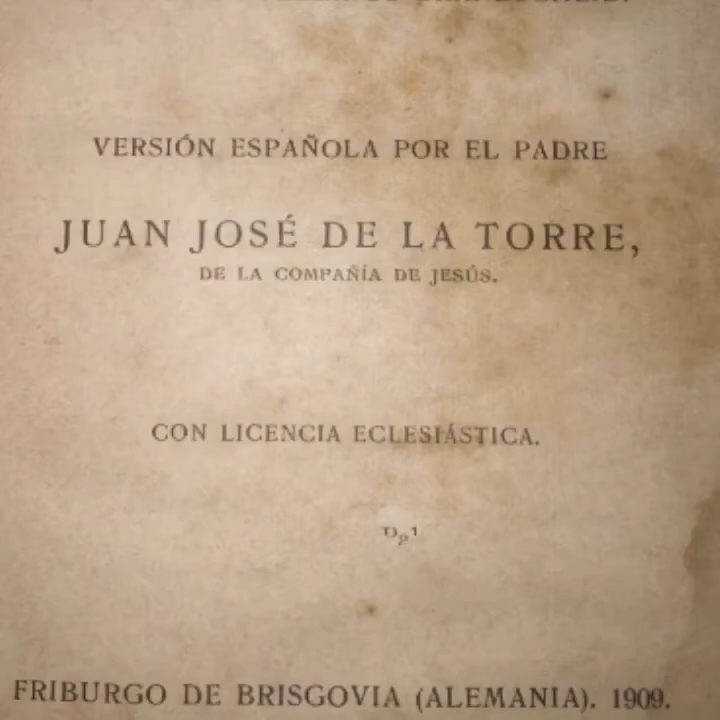 VERSIÓN ESPAÑOLA POR EL PADRE
JUAN JOSÉ DE LA TORRE,
DE LA COMPAÑÍA DE JESÚS.
CON LICENCIA ECLESIÁSTICA.
FRIBURGO DE BRISGOVIA (ALEMANIA). 1909.